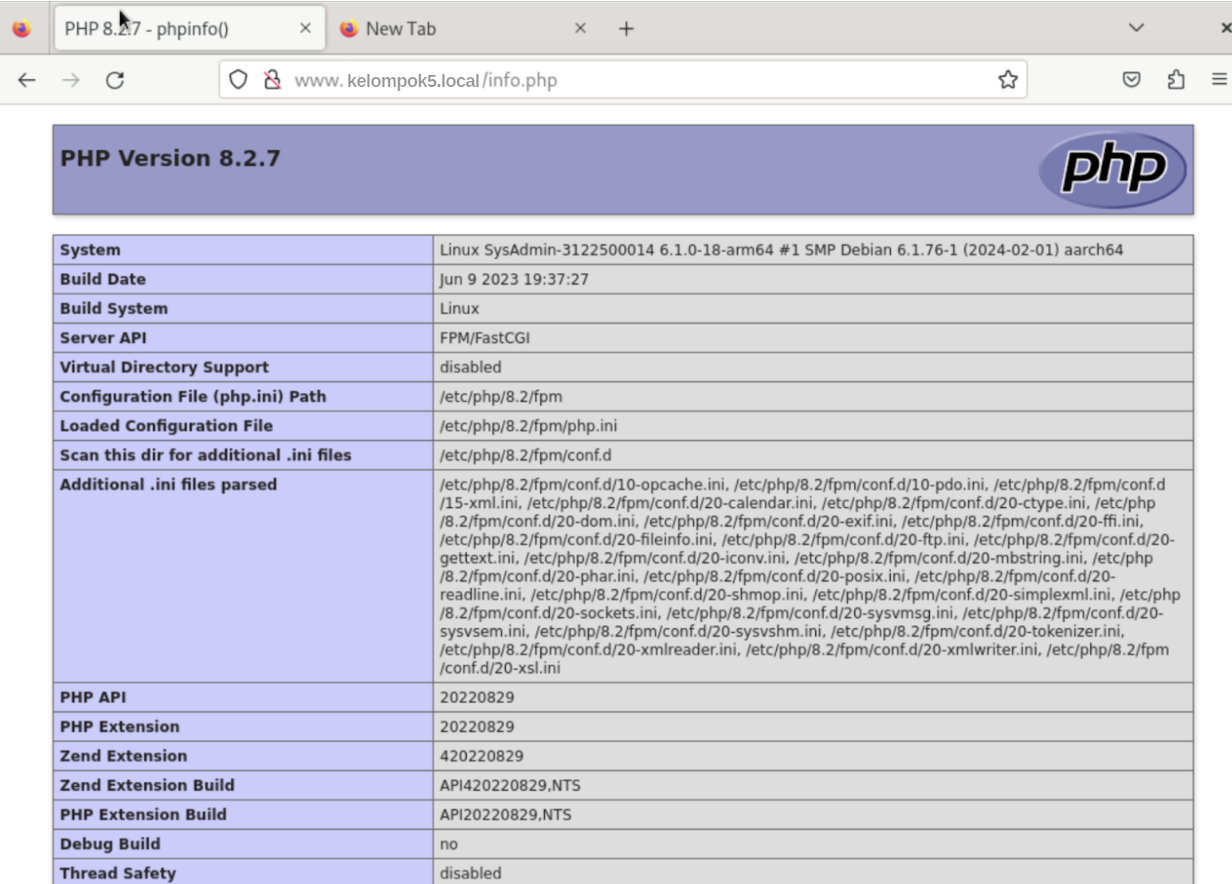 PHP 8.2.7 - phpinfo()
New Tab
www.kelompok5.local/info.php
PHP Version 8.2.7
php
System Linux SysAdmin-3122500014 6.1.0-18-arm64 #1 SMP Debian 6.1.76-1 (2024-02-01) aarch64
Build Date Jun 9 2023 19:37:27
Build System Linux
Server API FPM/FastCGI
Virtual Directory Support disabled
Configuration File (php.ini) Path /etc/php/8.2/fpm
Loaded Configuration File /etc/php/8.2/fpm/php.ini
Scan this dir for additional .ini files /etc/php/8.2/fpm/conf.d
Additional .ini files parsed /etc/php/8.2/fpm/conf.d/10-opcache.ini, /etc/php/8.2/fpm/conf.d/10-pdo.ini, /etc/php/8.2/fpm/conf.d
/15-xml.ini, /etc/php/8.2/fpm/conf.d/20-calendar.ini, /etc/php/8.2/fpm/conf.d/20-ctype.ini, /etc/php
/8.2/fpm/conf.d/20-dom.ini, /etc/php/8.2/fpm/conf.d/20-exif.ini, /etc/php/8.2/fpm/conf.d/20-ffi.ini,
/etc/php/8.2/fpm/conf.d/20-fileinfo.ini, /etc/php/8.2/fpm/conf.d/20-ftp.ini, /etc/php/8.2/fpm/conf.d/20-
gettext.ini, /etc/php/8.2/fpm/conf.d/20-iconv.ini, /etc/php/8.2/fpm/conf.d/20-mbstring.ini, /etc/php
/8.2/fpm/conf.d/20-phar.ini, /etc/php/8.2/fpm/conf.d/20-posix.ini, /etc/php/8.2/fpm/conf.d/20-
readline.ini, /etc/php/8.2/fpm/conf.d/20-shmop.ini, /etc/php/8.2/fpm/conf.d/20-simplexml.ini, /etc/php
/8.2/fpm/conf.d/20-sockets.ini, /etc/php/8.2/fpm/conf.d/20-sysvmsg.ini, /etc/php/8.2/fpm/conf.d/20-
sysvsem.ini, /etc/php/8.2/fpm/conf.d/20-sysvshm.ini, /etc/php/8.2/fpm/conf.d/20-tokenizer.ini,
/etc/php/8.2/fpm/conf.d/20-xmlreader.ini, /etc/php/8.2/fpm/conf.d/20-xmlwriter.ini, /etc/php/8.2/fpm
/conf.d/20-xsl.ini
PHP API 20220829
PHP Extension 20220829
Zend Extension 420220829
Zend Extension Build API420220829,NTS
PHP Extension Build API20220829,NTS
Debug Build no
Thread Safety disabled